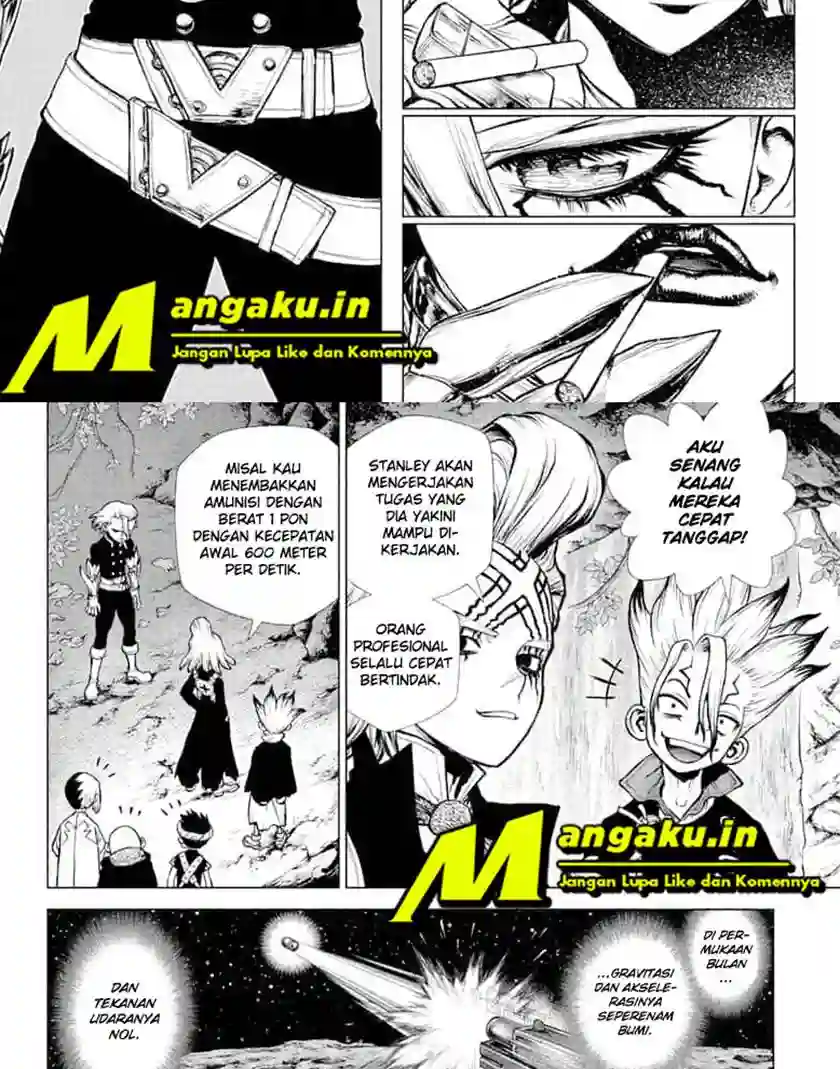 Mangaku.in
Jangan Lupa Like dan Komennya
AKU
SENANG
KALAU
MEREKA
CEPAT
TANGGAP!
STANLEY AKAN
MENGERJAKAN
TUGAS YANG
DIA YAKINI
MAMPU DI-
KERJAKAN.
ORANG
PROFESIONAL
SELALU CEPAT
BERTINDAK.
MISAL KAU
MENEMBAKKAN
AMUNISI DENGAN
BERAT 1 PON
DENGAN KECEPATAN
AWAL 600 METER
PER DETIK.
Mangaku.in
Jangan Lupa Like dan Komennya
DI PER-
MUKAAN
BULAN
...
...GRAVITASI
DAN AKSELE-
RASINYA
SEPERENAM
BUMI.
DAN
TEKANAN
UDARANYA
NOL.